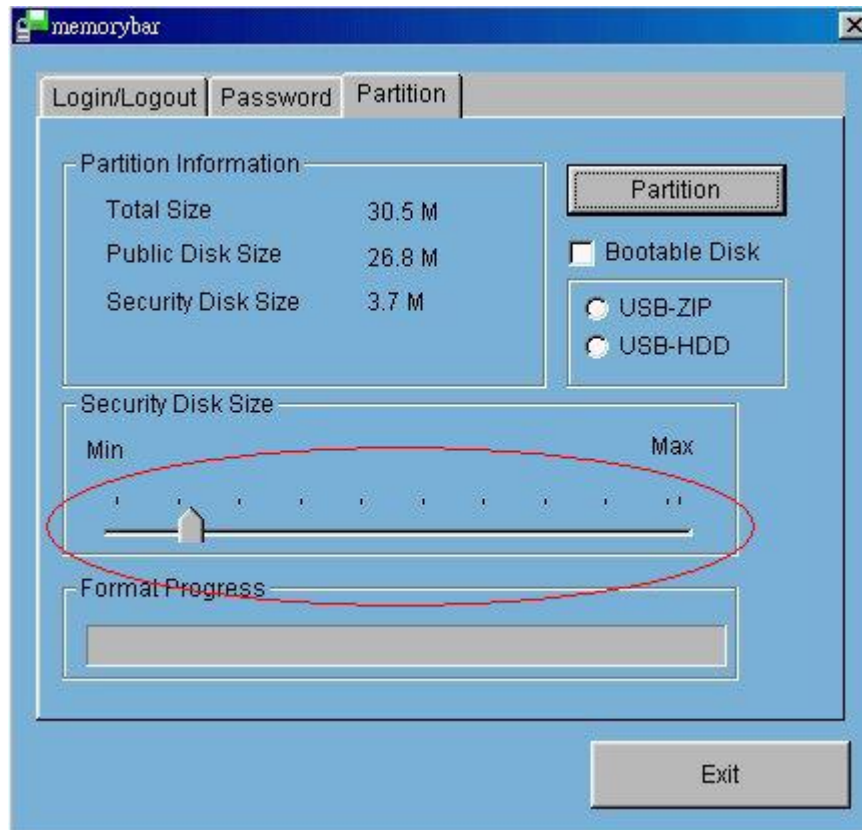 memorybar
Login/Logout Password Partition
Partition Information
Total Size 30.5 M
Public Disk Size 26.8 M
Security Disk Size 3.7 M
Partition
Bootable Disk
USB-ZIP
USB-HDD
Security Disk Size
Min Max
Format Progress
Exit